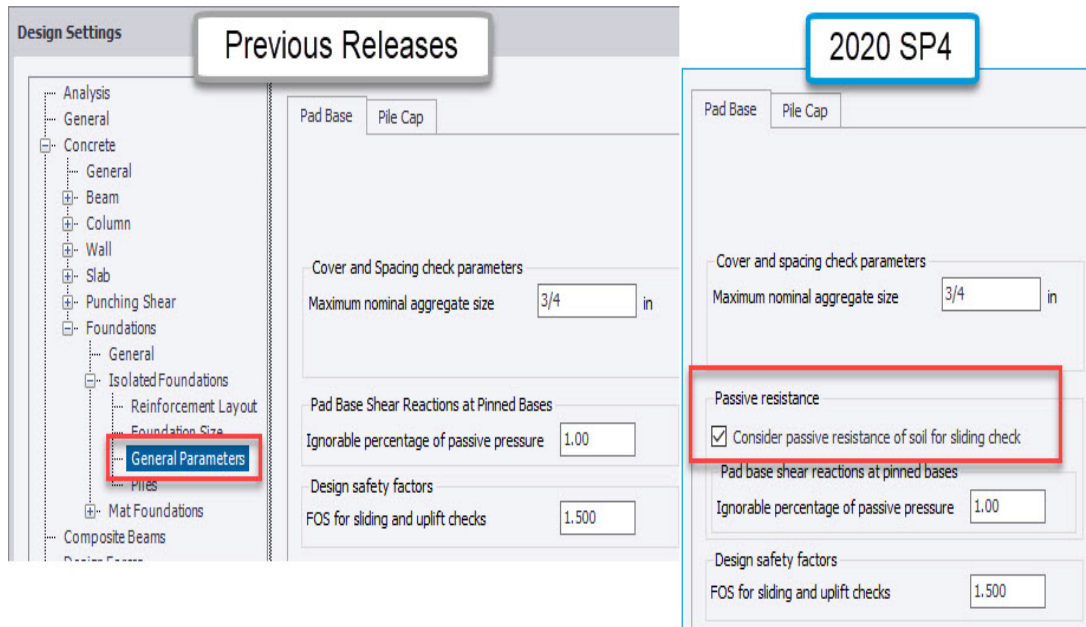 Design Settings
Previous Releases
2020 SP4
Analysis
General
Concrete
General
Beam
Column
Wall
Slab
Punching Shear
Foundations
General
Isolated Foundations
Reinforcement Layout
Foundation Size
General Parameters
Piles
Mat Foundations
Composite Beams
Pad Base Pile Cap
Cover and Spacing check parameters
Maximum nominal aggregate size 3/4 in
Pad Base Shear Reactions at Pinned Bases
Ignorable percentage of passive pressure 1.00
Design safety factors
FOS for sliding and uplift checks 1.500
Pad Base Pile Cap
Cover and spacing check parameters
Maximum nominal aggregate size 3/4 in
Passive resistance
Consider passive resistance of soil for sliding check
Pad base shear reactions at pinned bases
Ignorable percentage of passive pressure 1.00
Design safety factors
FOS for sliding and uplift checks 1.500